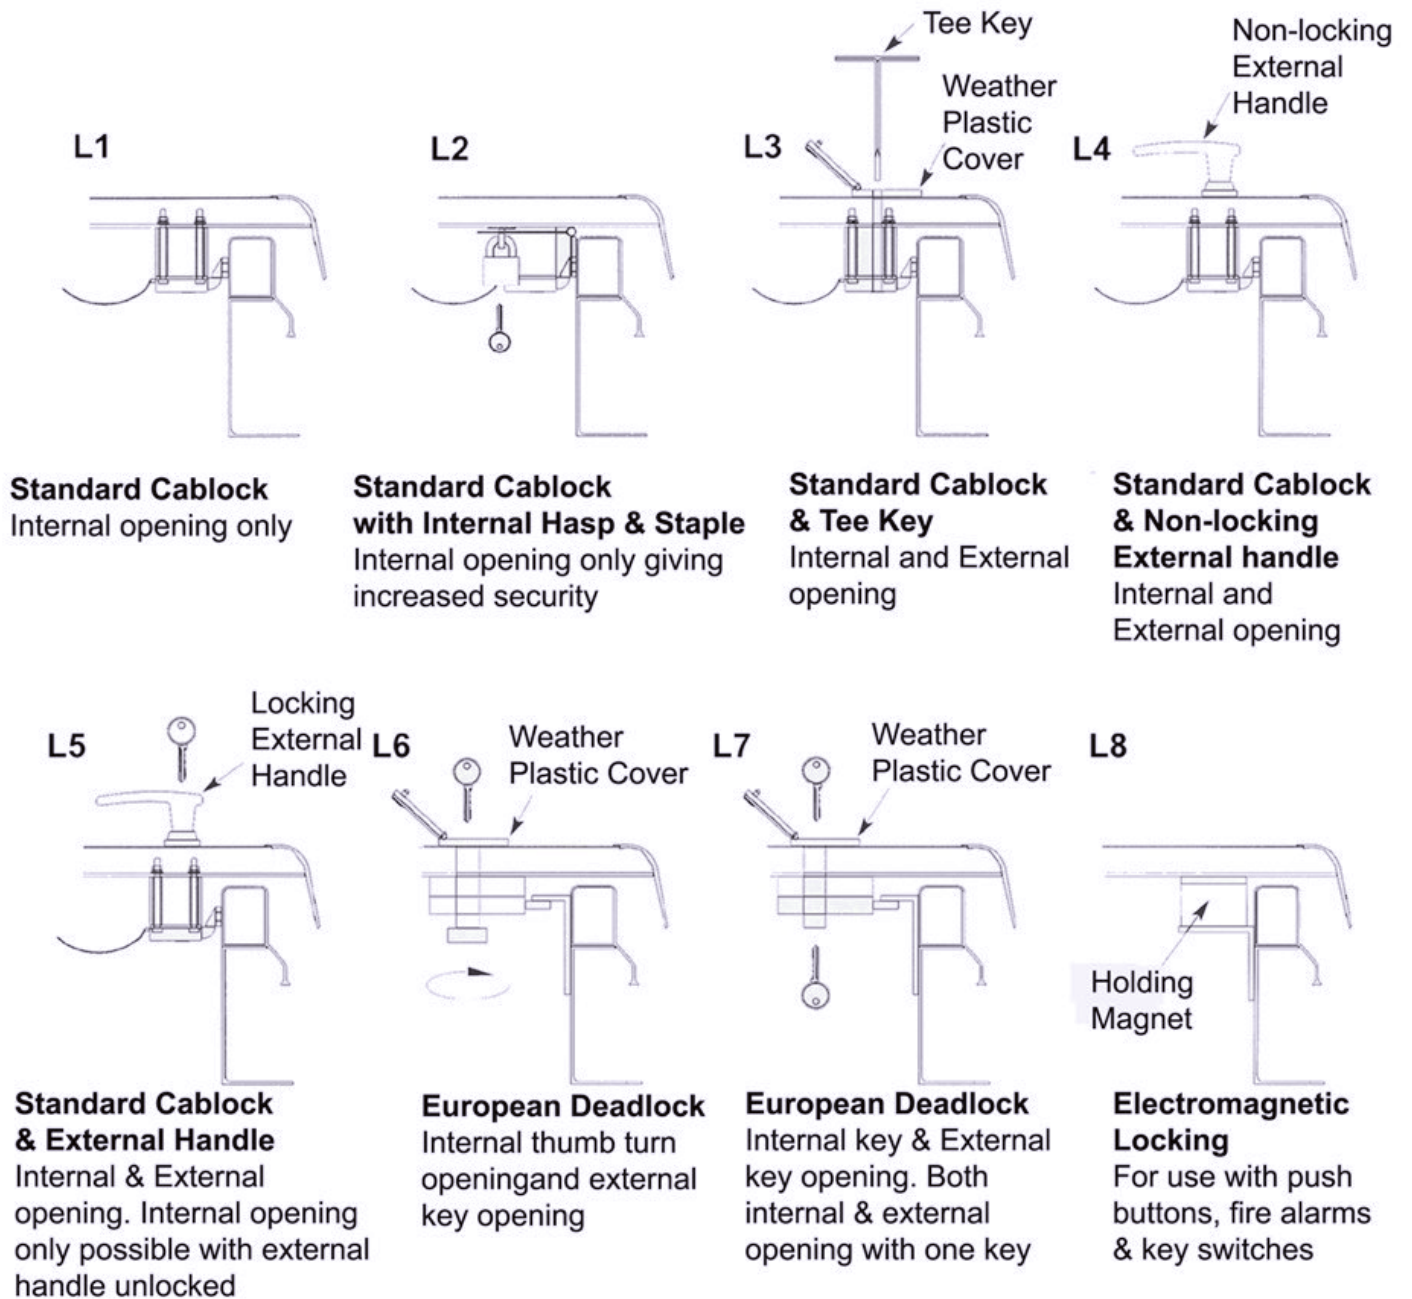 L1
L2
L3
Tee Key
Weather
Plastic
Cover
L4
Non-locking
External
Handle
Standard Cablock
Internal opening only
Standard Cablock
with Internal Hasp & Staple
Internal opening only giving
increased security
Standard Cablock
& Tee Key
Internal and External
opening
Standard Cablock
& Non-locking
External handle
Internal and
External opening
L5
Locking
External
Handle
L6
Weather
Plastic Cover
L7
Weather
Plastic Cover
L8
Holding
Magnet
Standard Cablock
& External Handle
Internal & External
opening. Internal opening
only possible with external
handle unlocked
European Deadlock
Internal thumb turn
openingand external
key opening
European Deadlock
Internal key & External
key opening. Both
internal & external
opening with one key
Electromagnetic
Locking
For use with push
buttons, fire alarms
& key switches